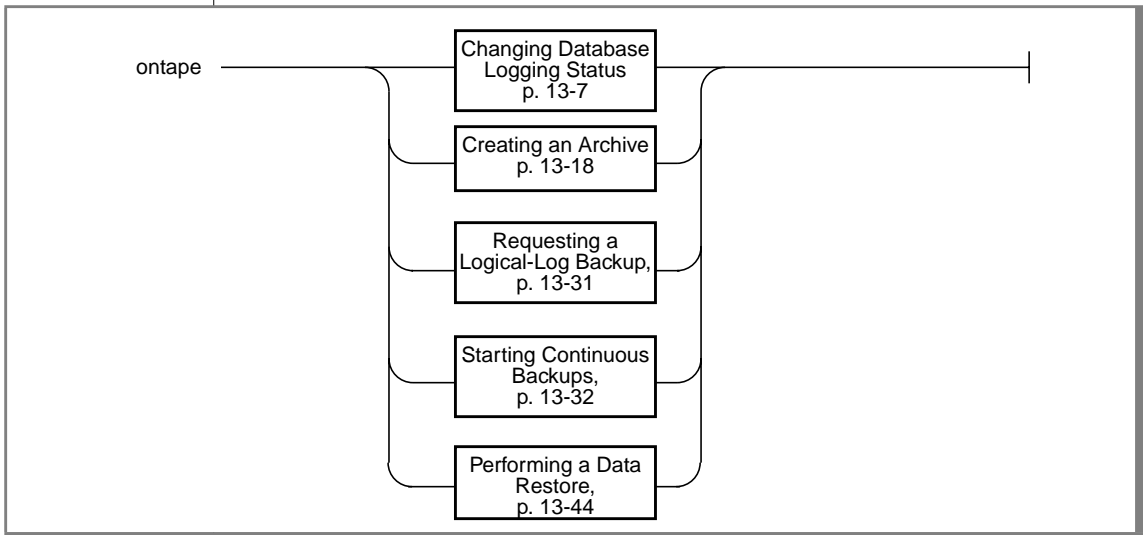 ontape
Changing Database
Logging Status
p. 13-7
Creating an Archive
p. 13-18
Requesting a
Logical-Log Backup,
p. 13-31
Starting Continuous
Backups,
p. 13-32
Performing a Data
Restore,
p. 13-44